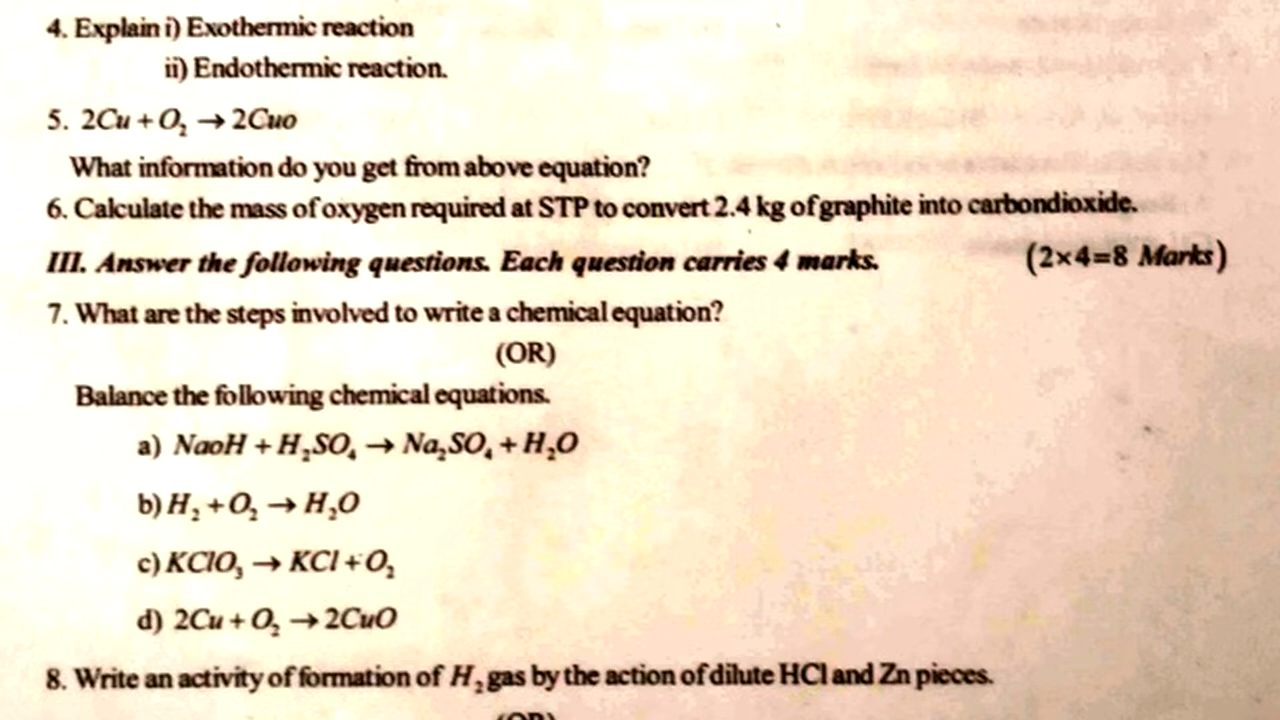 4. Explain i) Exothermic reaction
ii) Endothermic reaction.
5. 2Cu + O₂ → 2Cuo
What information do you get from above equation?
6. Calculate the mass of oxygen required at STP to convert 2.4 kg of graphite into carbondioxide.
III. Answer the following questions. Each question carries 4 marks. (2×4=8 Marks)
7. What are the steps involved to write a chemical equation?
(OR)
Balance the following chemical equations.
a) NaoH + H₂SO₄ → Na₂SO₄ + H₂O
b) H₂ + O₂ → H₂O
c) KClO₃ → KCl + O₂
d) 2Cu + O₂ → 2CuO
8. Write an activity of formation of H₂ gas by the action of dilute HCl and Zn pieces.
(OR)